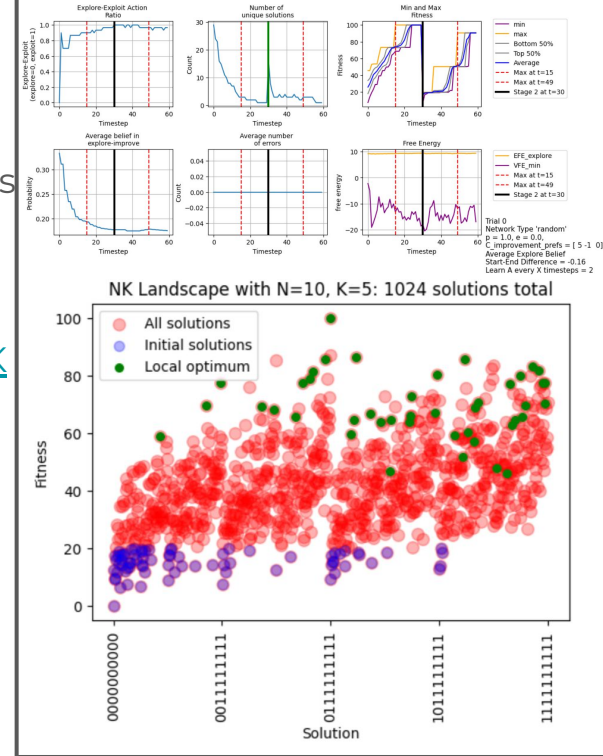 Explore-Exploit Action
Ratio
Explore-Exploit
(explore=0, exploit=1)
1.0
0.8
0.6
0.4
0.2
0.0
0 20 40 60
Timestep
Number of
unique solutions
Count
30
20
10
0
0 20 40 60
Timestep
Min and Max
Fitness
Fitness
100
80
60
40
20
0 20 40 60
Timestep
min
max
Bottom 50%
Top 50%
Average
Max at t=15
Max at t=49
Stage 2 at t=30
Average belief in
explore-improve
Probability
0.30
0.25
0.20
0 20 40 60
Timestep
Average number
of errors
Count
0.04
0.02
0.00
−0.02
−0.04
0 20 40 60
Timestep
Free Energy
free energy
10
0
−10
−20
0 20 40 60
Timestep
EFE_explore
VFE_min
Max at t=15
Max at t=49
Stage 2 at t=30
Trial 0
Network Type 'random'
p = 1.0, e = 0.0,
C_improvement_prefs = [ 5 -1 0]
Average Explore Belief
Start-End Difference = -0.16
Learn A every X timesteps = 2
s
K
NK Landscape with N=10, K=5: 1024 solutions total
All solutions
Initial solutions
Local optimum
Fitness
100
80
60
40
20
0
0000000000
0011111111
0111111111
1011111111
1111111111
Solution